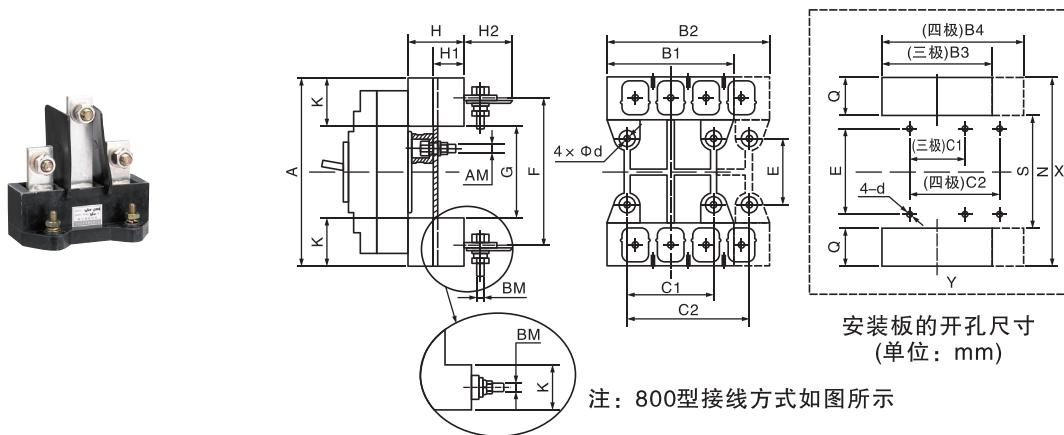 H
H2
H1
K
A
AM
G
F
K
BM
BM
K
B2
B1
4×Φd
E
C1
C2
(四极)B4
(三极)B3
Q
(三极)C1
E
(四极)C2
S
N
X
4-d
Q
Y
安装板的开孔尺寸
(单位：mm)
注：800型接线方式如图所示